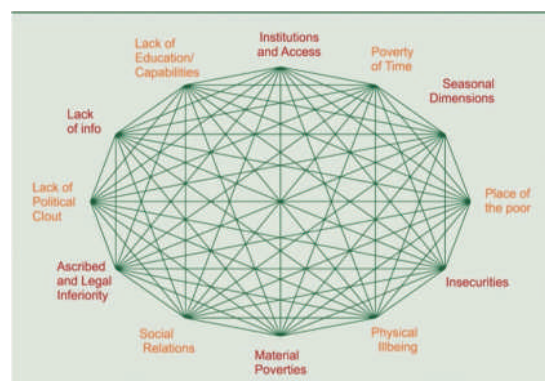 Institutions
and Access
Poverty
of Time
Seasonal
Dimensions
Place of
the poor
Insecurities
Physical
Illbeing
Material
Poverties
Social
Relations
Ascribed
and Legal
Inferiority
Lack of
Political
Clout
Lack
of info
Lack of
Education/
Capabilities